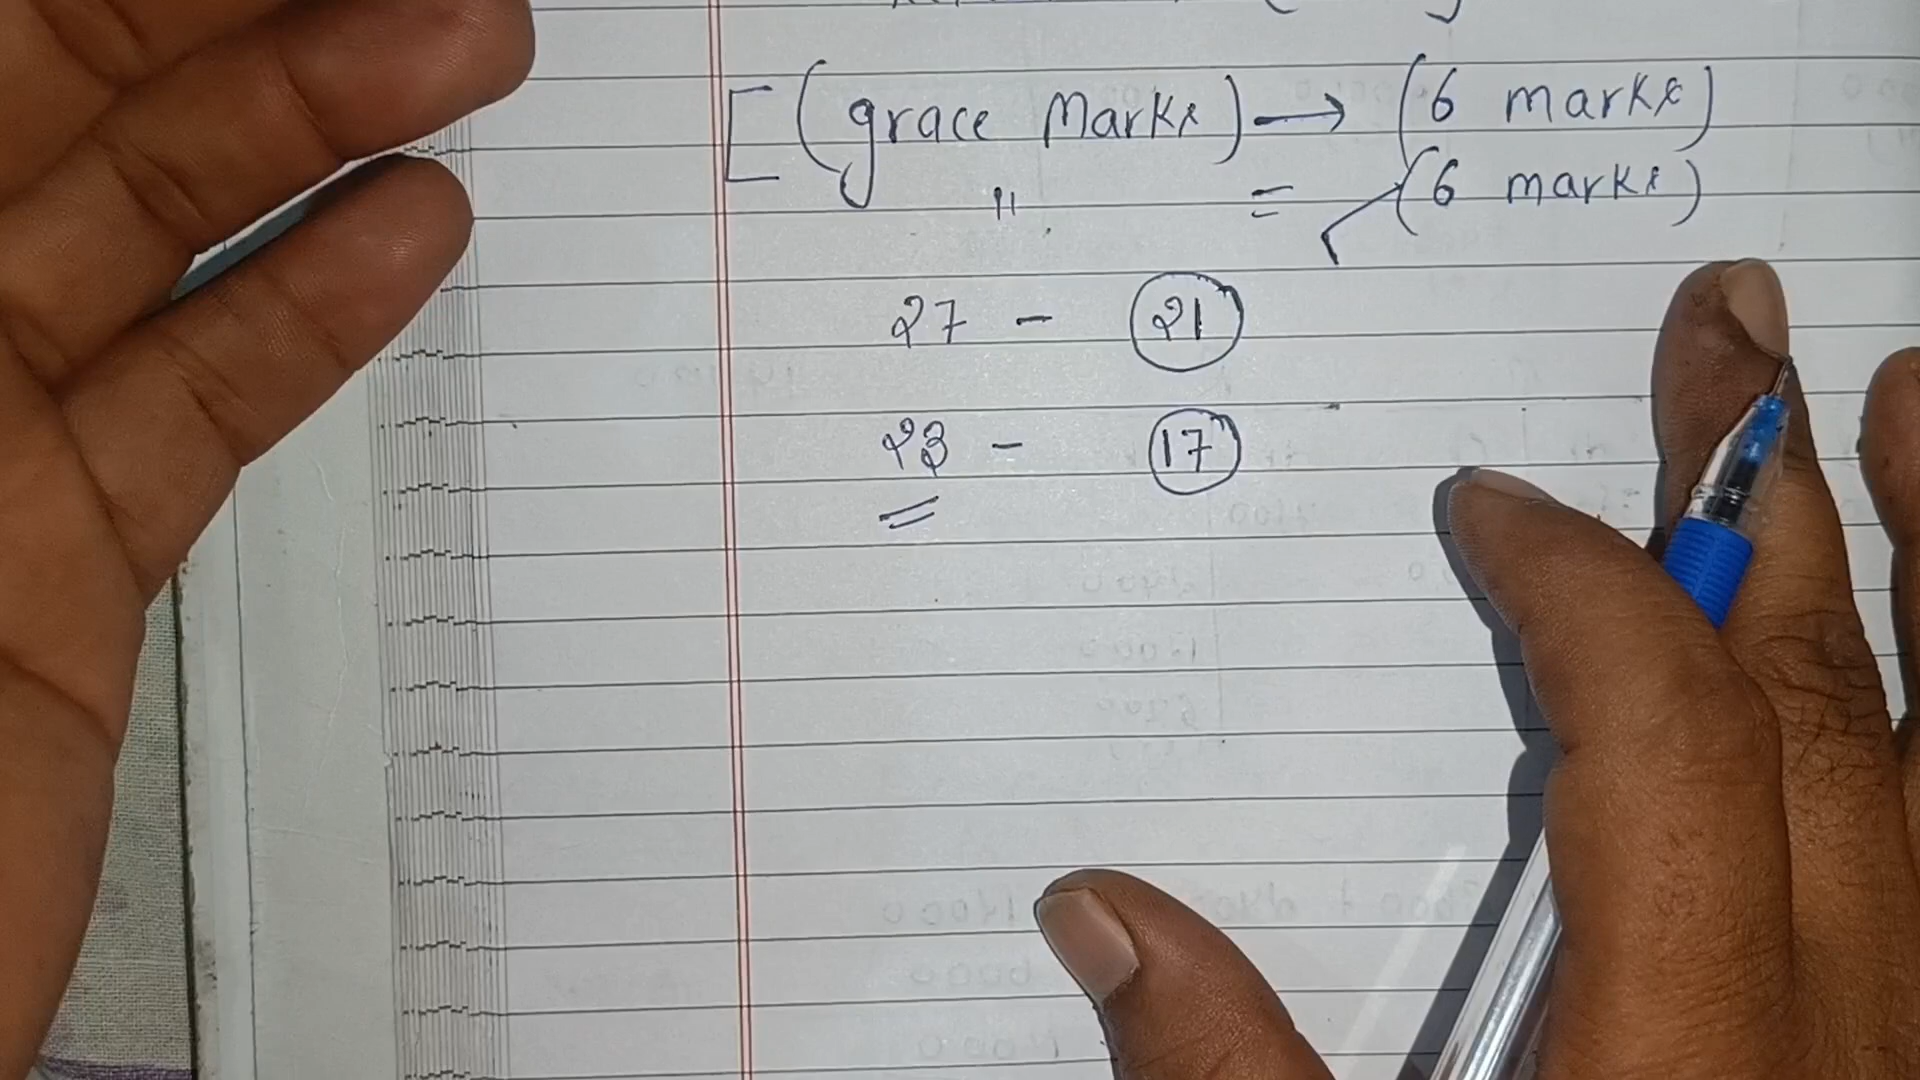 [(grace Marks) → (6 marks)
" = (6 marks)
27 - 21
23 - 17